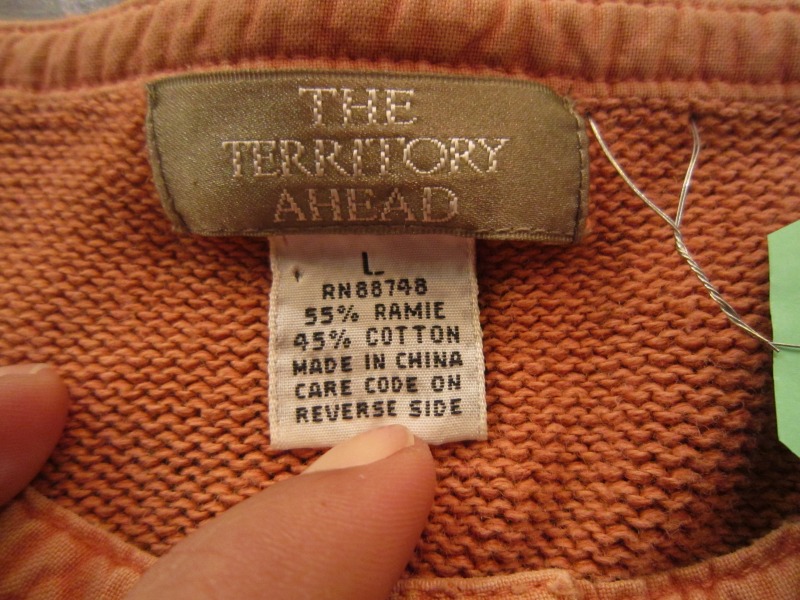 THE
TERRITORY
AHEAD
L
RN88748
55% RAMIE
45% COTTON
MADE IN CHINA
CARE CODE ON
REVERSE SIDE